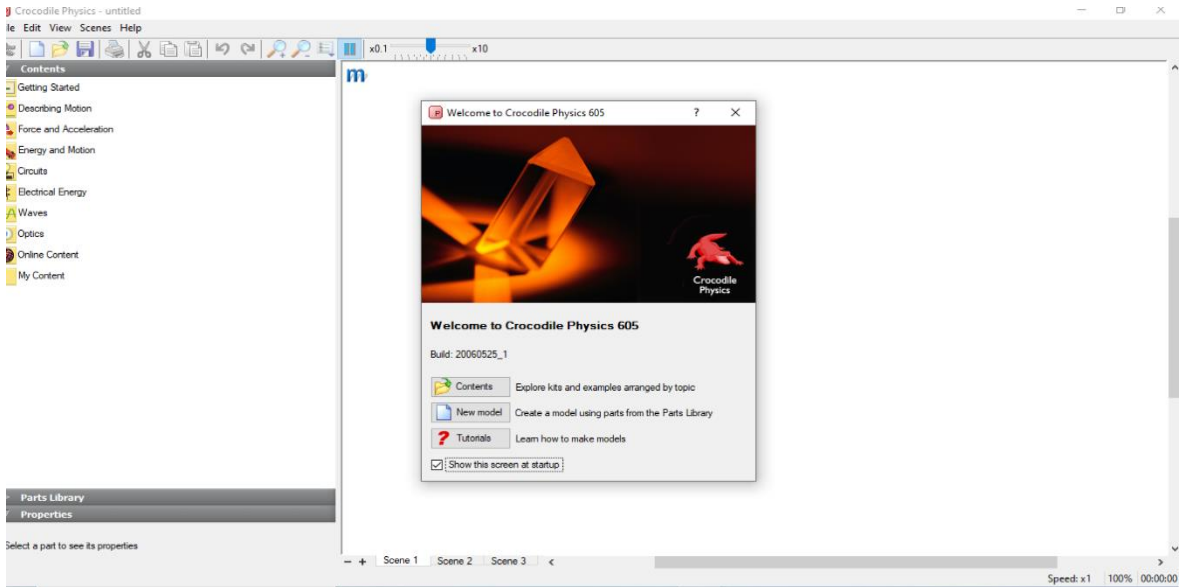 Crocodile Physics - untitled
le Edit View Scenes Help
x0.1 x10
Contents
Getting Started
Describing Motion
Force and Acceleration
Energy and Motion
Circuits
Electrical Energy
Waves
Optics
Online Content
My Content
m
Welcome to Crocodile Physics 605 ?
Crocodile
Physics
Welcome to Crocodile Physics 605
Build: 20060525_1
Contents Explore kits and examples arranged by topic
New model Create a model using parts from the Parts Library
? Tutorials Learn how to make models
Show this screen at startup
Parts Library
Properties
Select a part to see its properties
Scene 1 Scene 2 Scene 3
Speed: x1 100% 00:00:00